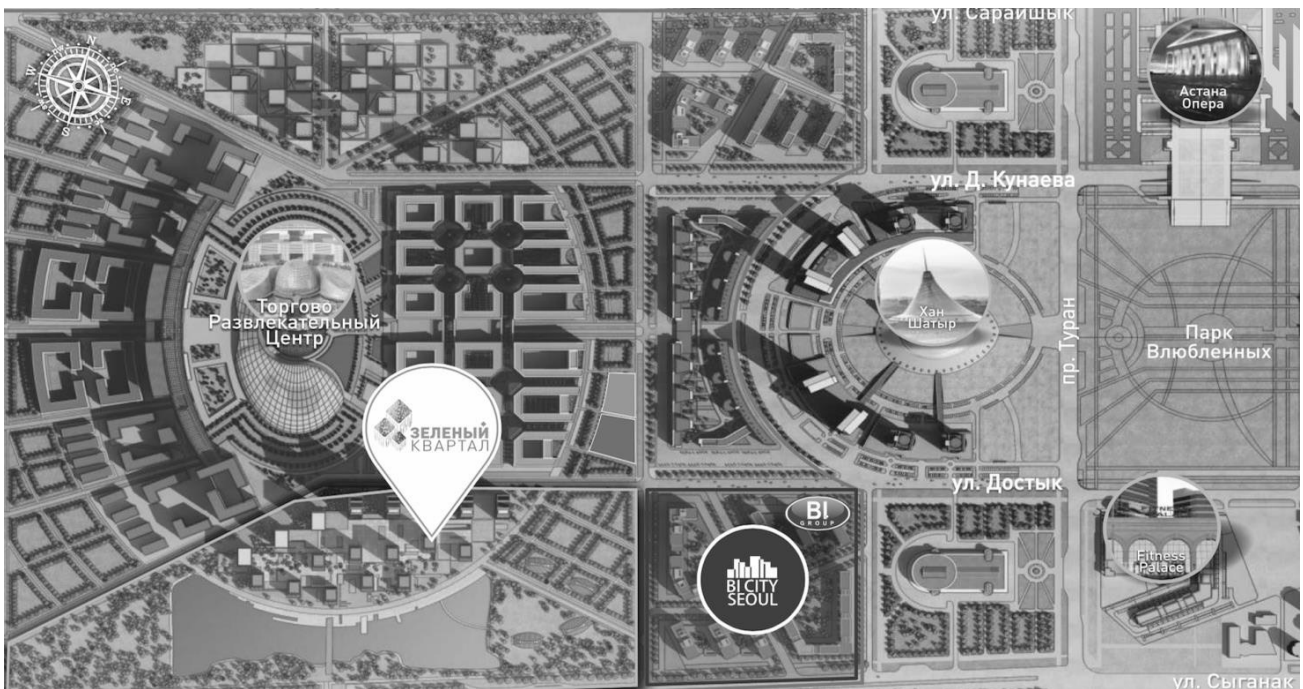 ул. Сарайшык
N
E
S
W
Астана
Опера
ул. Д. Кунаева
Торгово
Развлекательный
Центр
Хан
Шатыр
пр. Туран
Парк
Влюбленных
ЗЕЛЕНЫЙ
КВАРТАЛ
ул. Достык
BI
GROUP
BI CITY
SEOUL
Fitness
Palace
ул. Сыганак